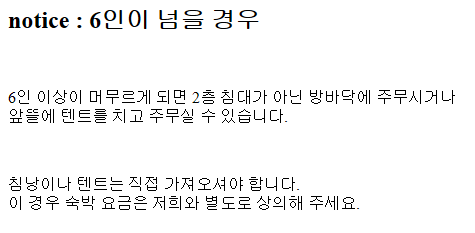 notice : 6인이 넘을 경우
6인 이상이 머무르게 되면 2층 침대가 아닌 방바닥에 주무시거나
앞뜰에 텐트를 치고 주무실 수 있습니다.
침낭이나 텐트는 직접 가져오셔야 합니다.
이 경우 숙박 요금은 저희와 별도로 상의해 주세요.